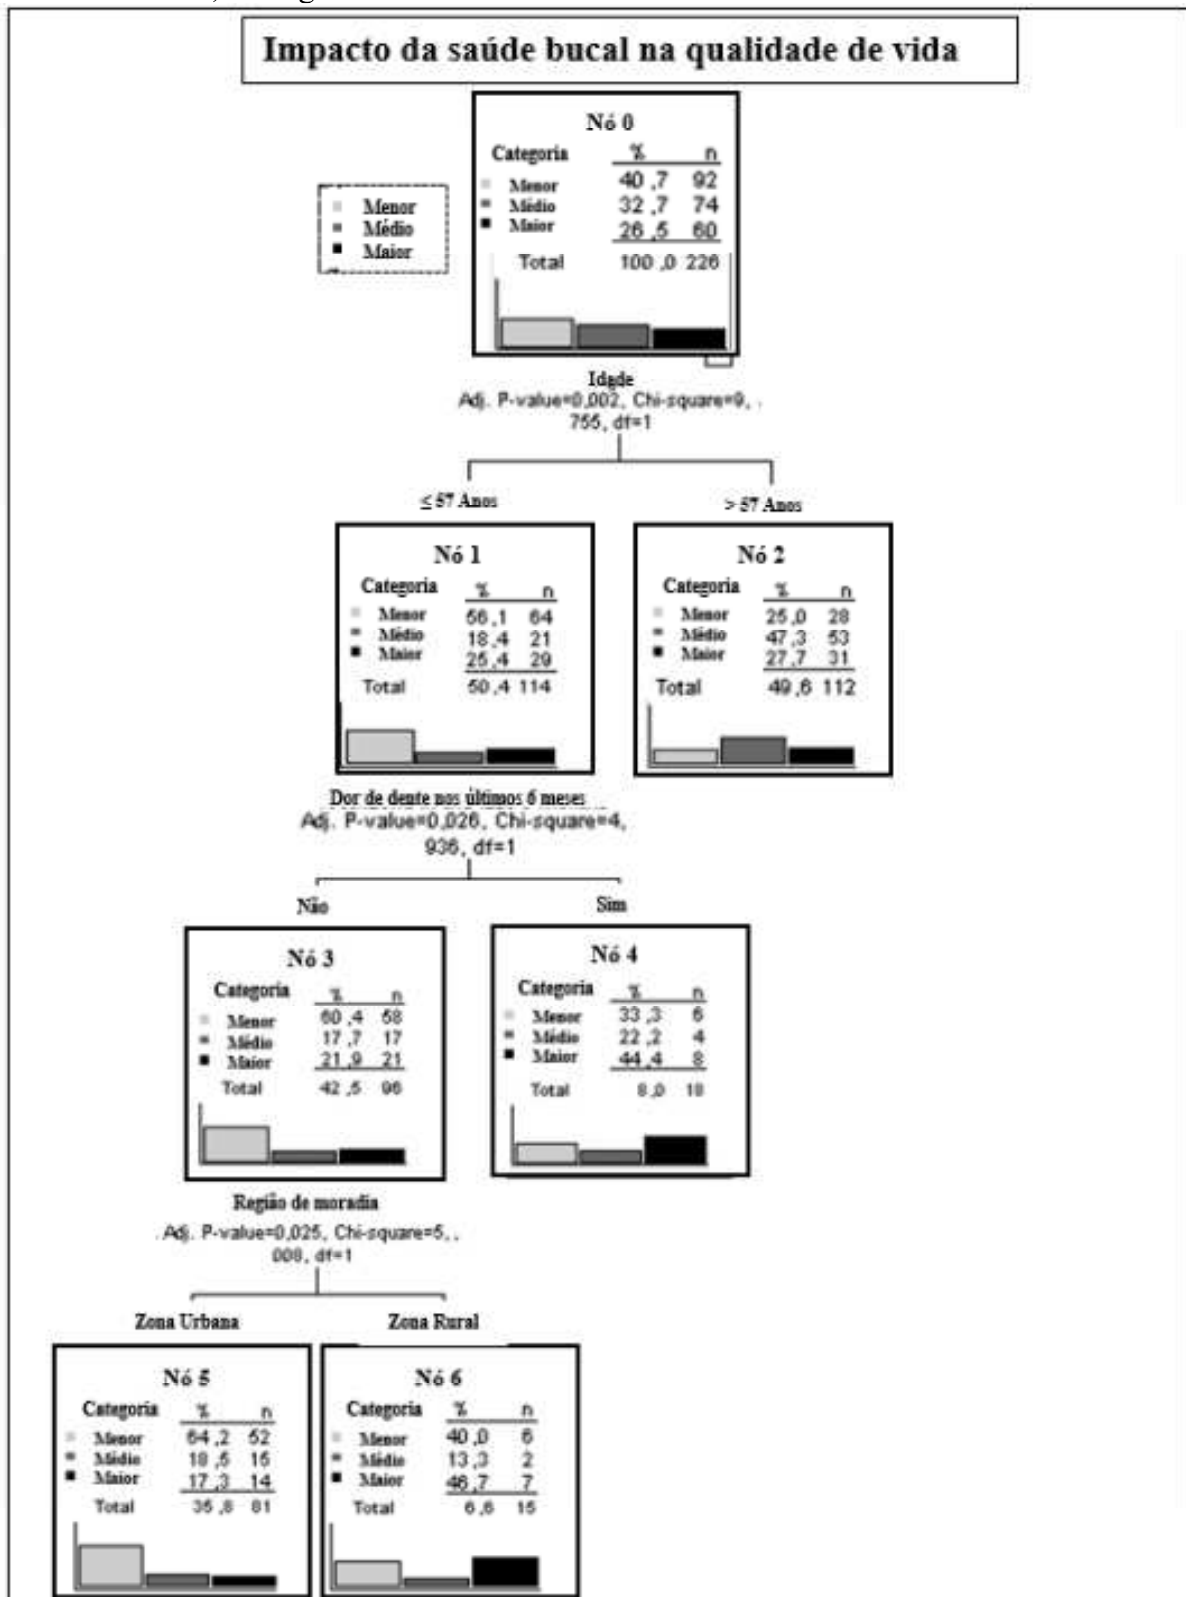 Impacto da saúde bucal na qualidade de vida
Nó 0
Categoria % n
Menor 40 ,7 92
Médio 32 ,7 74
Maior 26 ,5 60
Total 100 ,0 226
Menor
Médio
Maior
Idade
Adj. P-value=0,002, Chi-square=9, .
755, df=1
≤ 57 Anos
> 57 Anos
Nó 1
Categoria % n
Menor 56 ,1 64
Médio 18 ,4 21
Maior 25 ,4 29
Total 50 ,4 114
Nó 2
Categoria % n
Menor 25 ,0 28
Médio 47 ,3 53
Maior 27 ,7 31
Total 49 ,6 112
Dor de dente nos últimos 6 meses
Adj. P-value=0,026, Chi-square=4,
936, df=1
Não
Sim
Nó 3
Categoria % n
Menor 60 ,4 58
Médio 17 ,7 17
Maior 21 ,9 21
Total 42 ,5 96
Nó 4
Categoria % n
Menor 33 ,3 6
Médio 22 ,2 4
Maior 44 ,4 8
Total 8 ,0 18
Região de moradia
. Adj. P-value=0,025, Chi-square=5, .
008, df=1
Zona Urbana
Zona Rural
Nó 5
Categoria % n
Menor 64 ,2 52
Médio 18 ,5 15
Maior 17 ,3 14
Total 35 ,8 81
Nó 6
Categoria % n
Menor 40 ,0 6
Médio 13 ,3 2
Maior 46 ,7 7
Total 6 ,6 15